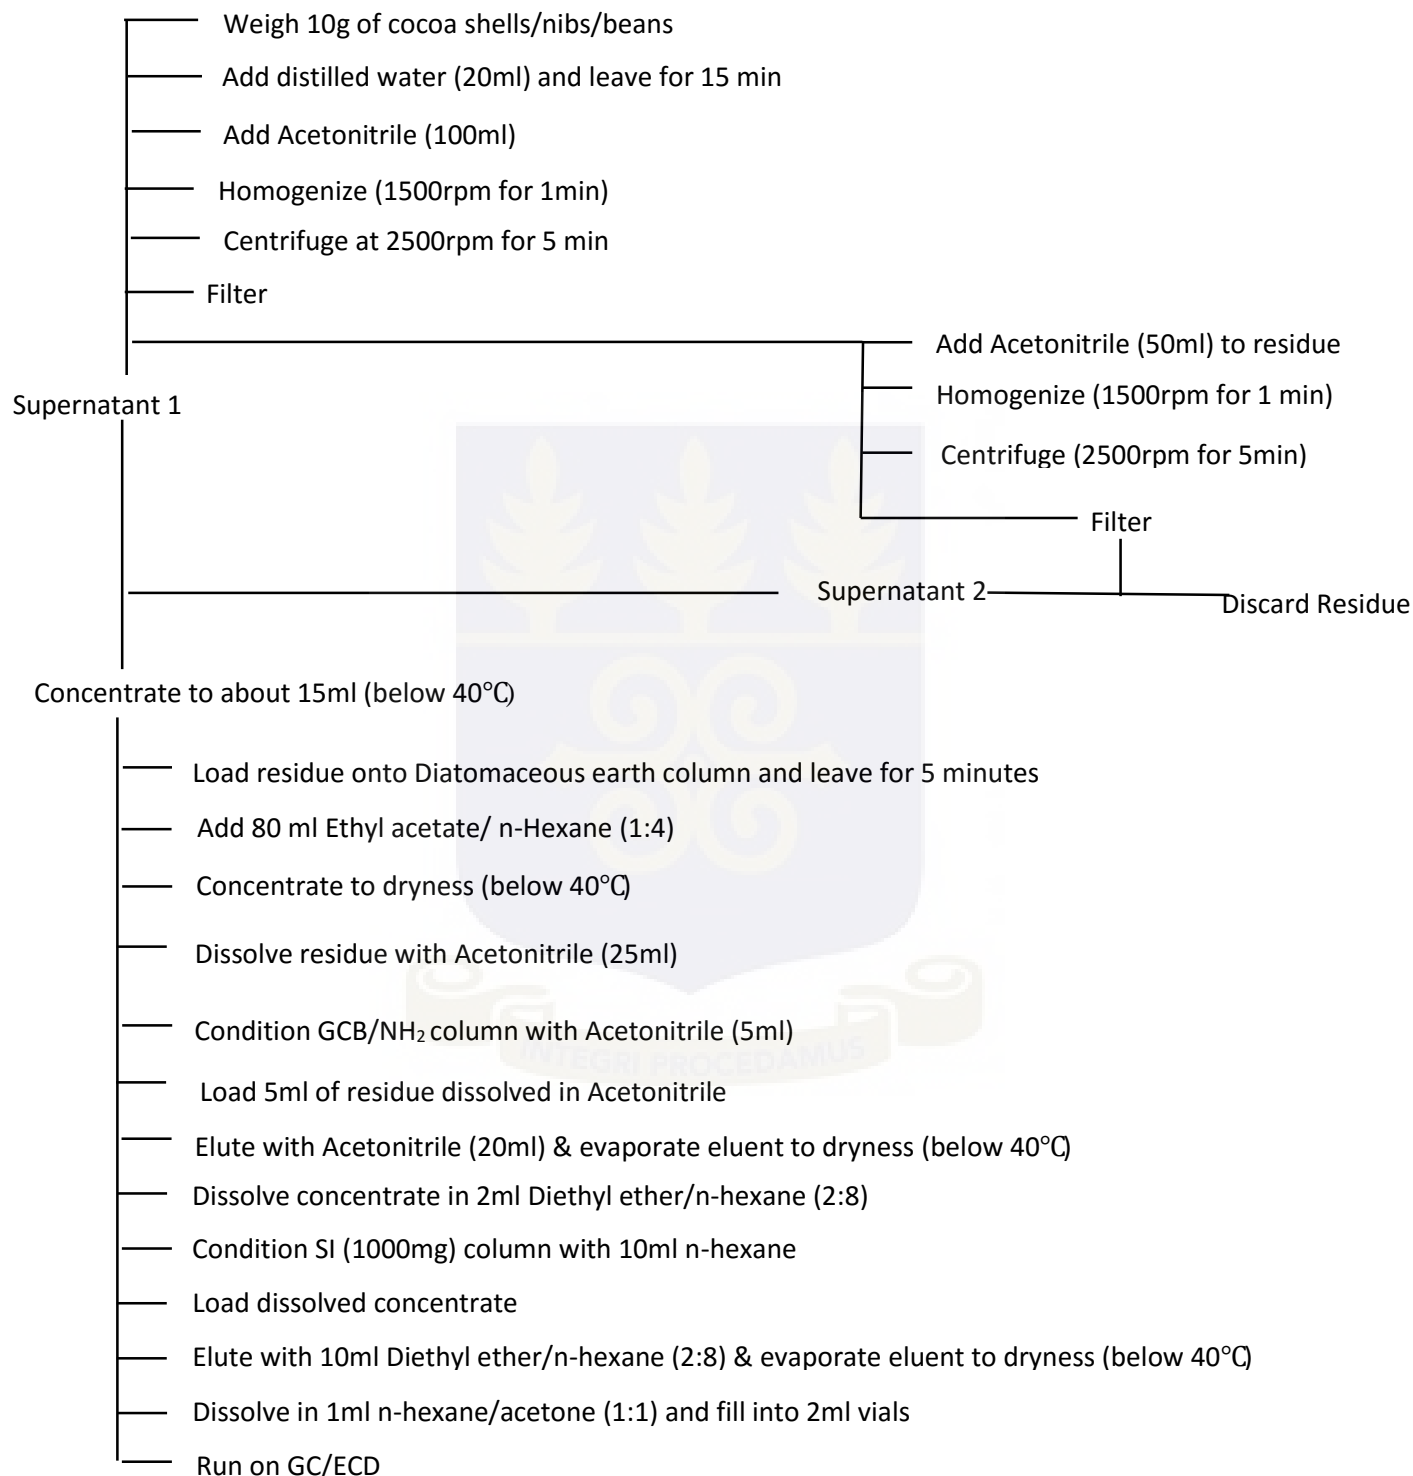 Weigh 10g of cocoa shells/nibs/beans
Add distilled water (20ml) and leave for 15 min
Add Acetonitrile (100ml)
Homogenize (1500rpm for 1min)
Centrifuge at 2500rpm for 5 min
Filter
Add Acetonitrile (50ml) to residue
Homogenize (1500rpm for 1 min)
Centrifuge (2500rpm for 5min)
Filter
Supernatant 1
Supernatant 2
Discard Residue
Concentrate to about 15ml (below 40℃)
Load residue onto Diatomaceous earth column and leave for 5 minutes
Add 80 ml Ethyl acetate/ n-Hexane (1:4)
Concentrate to dryness (below 40℃)
Dissolve residue with Acetonitrile (25ml)
Condition GCB/NH₂ column with Acetonitrile (5ml)
Load 5ml of residue dissolved in Acetonitrile
Elute with Acetonitrile (20ml) & evaporate eluent to dryness (below 40℃)
Dissolve concentrate in 2ml Diethyl ether/n-hexane (2:8)
Condition SI (1000mg) column with 10ml n-hexane
Load dissolved concentrate
Elute with 10ml Diethyl ether/n-hexane (2:8) & evaporate eluent to dryness (below 40℃)
Dissolve in 1ml n-hexane/acetone (1:1) and fill into 2ml vials
Run on GC/ECD
INTEGRI PROCEDAMUS